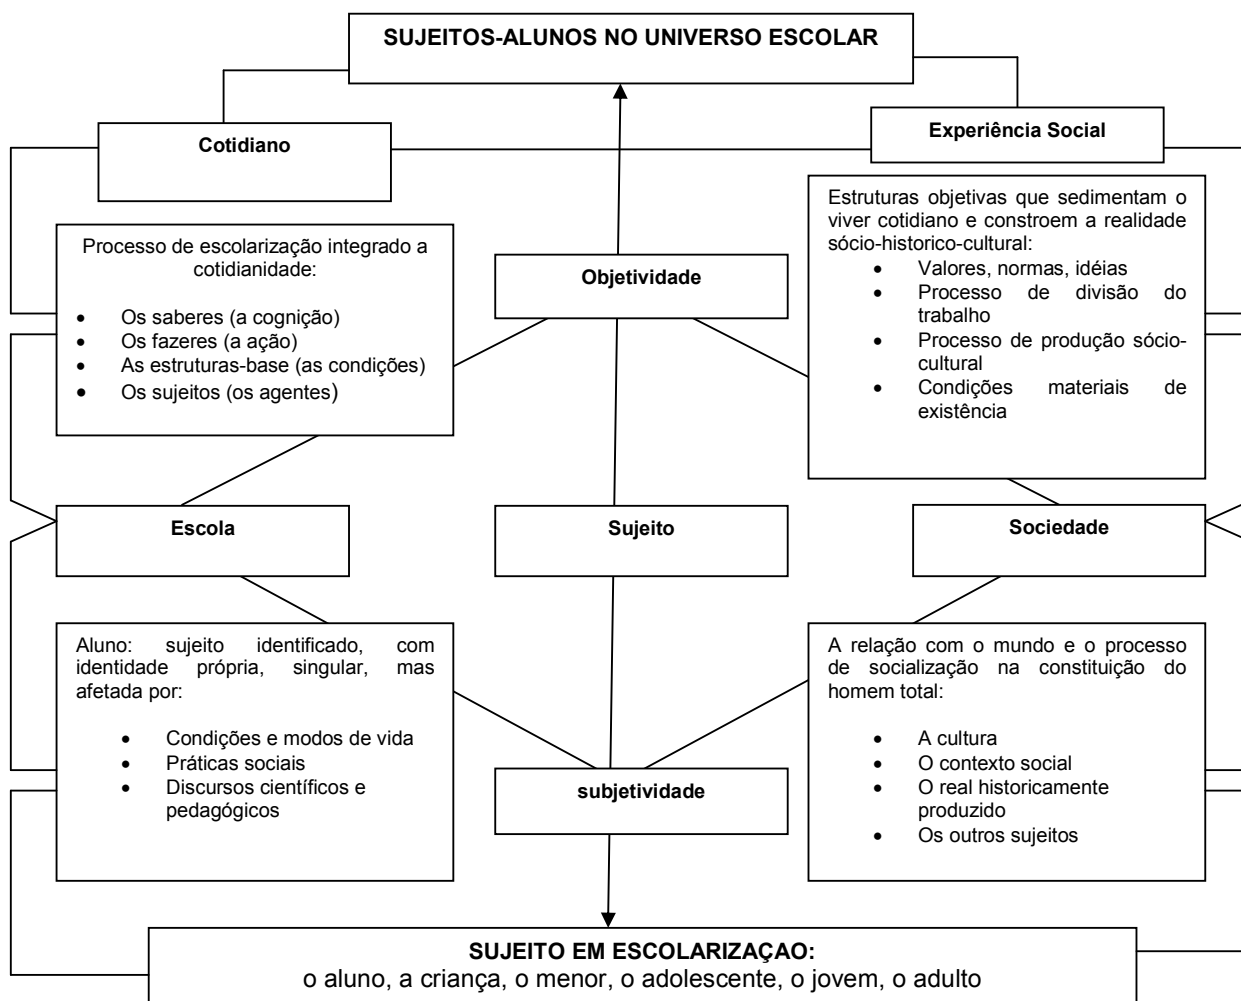 SUJEITOS-ALUNOS NO UNIVERSO ESCOLAR
Cotidiano
Experiência Social
Processo de escolarização integrado a
cotidianidade:
• Os saberes (a cognição)
• Os fazeres (a ação)
• As estruturas-base (as condições)
• Os sujeitos (os agentes)
Objetividade
Estruturas objetivas que sedimentam o
viver cotidiano e constroem a realidade
sócio-historico-cultural:
• Valores, normas, idéias
• Processo de divisão do
trabalho
• Processo de produção sócio-
cultural
• Condições materiais de
existência
Escola
Sujeito
Sociedade
Aluno: sujeito identificado, com
identidade própria, singular, mas
afetada por:
• Condições e modos de vida
• Práticas sociais
• Discursos científicos e
pedagógicos
subjetividade
A relação com o mundo e o processo
de socialização na constituição do
homem total:
• A cultura
• O contexto social
• O real historicamente
produzido
• Os outros sujeitos
SUJEITO EM ESCOLARIZAÇAO:
o aluno, a criança, o menor, o adolescente, o jovem, o adulto